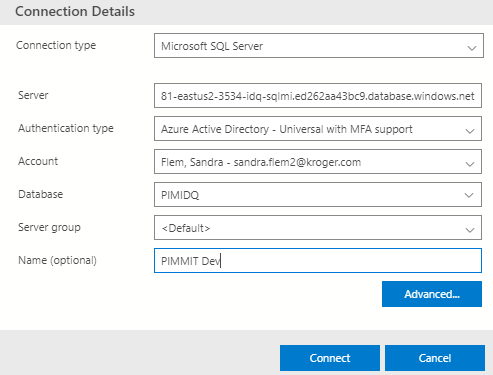 Connection Details
Connection type Microsoft SQL Server
Server 81-eastus2-3534-idq-sqlmi.ed262aa43bc9.database.windows.net
Authentication type Azure Active Directory - Universal with MFA support
Account Flem, Sandra - sandra.flem2@kroger.com
Database PIMIDQ
Server group <Default>
Name (optional) PIMMIT Dev
Advanced...
Connect Cancel